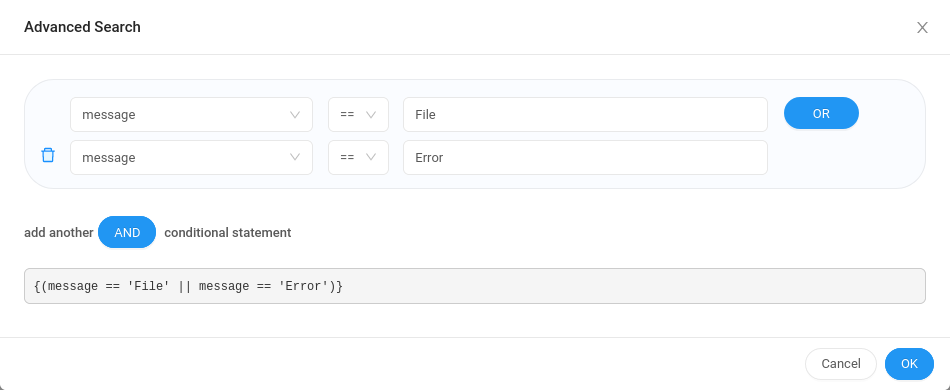 Advanced Search
message == File OR
message == Error
add another AND conditional statement
{(message == 'File' || message == 'Error')}
Cancel OK